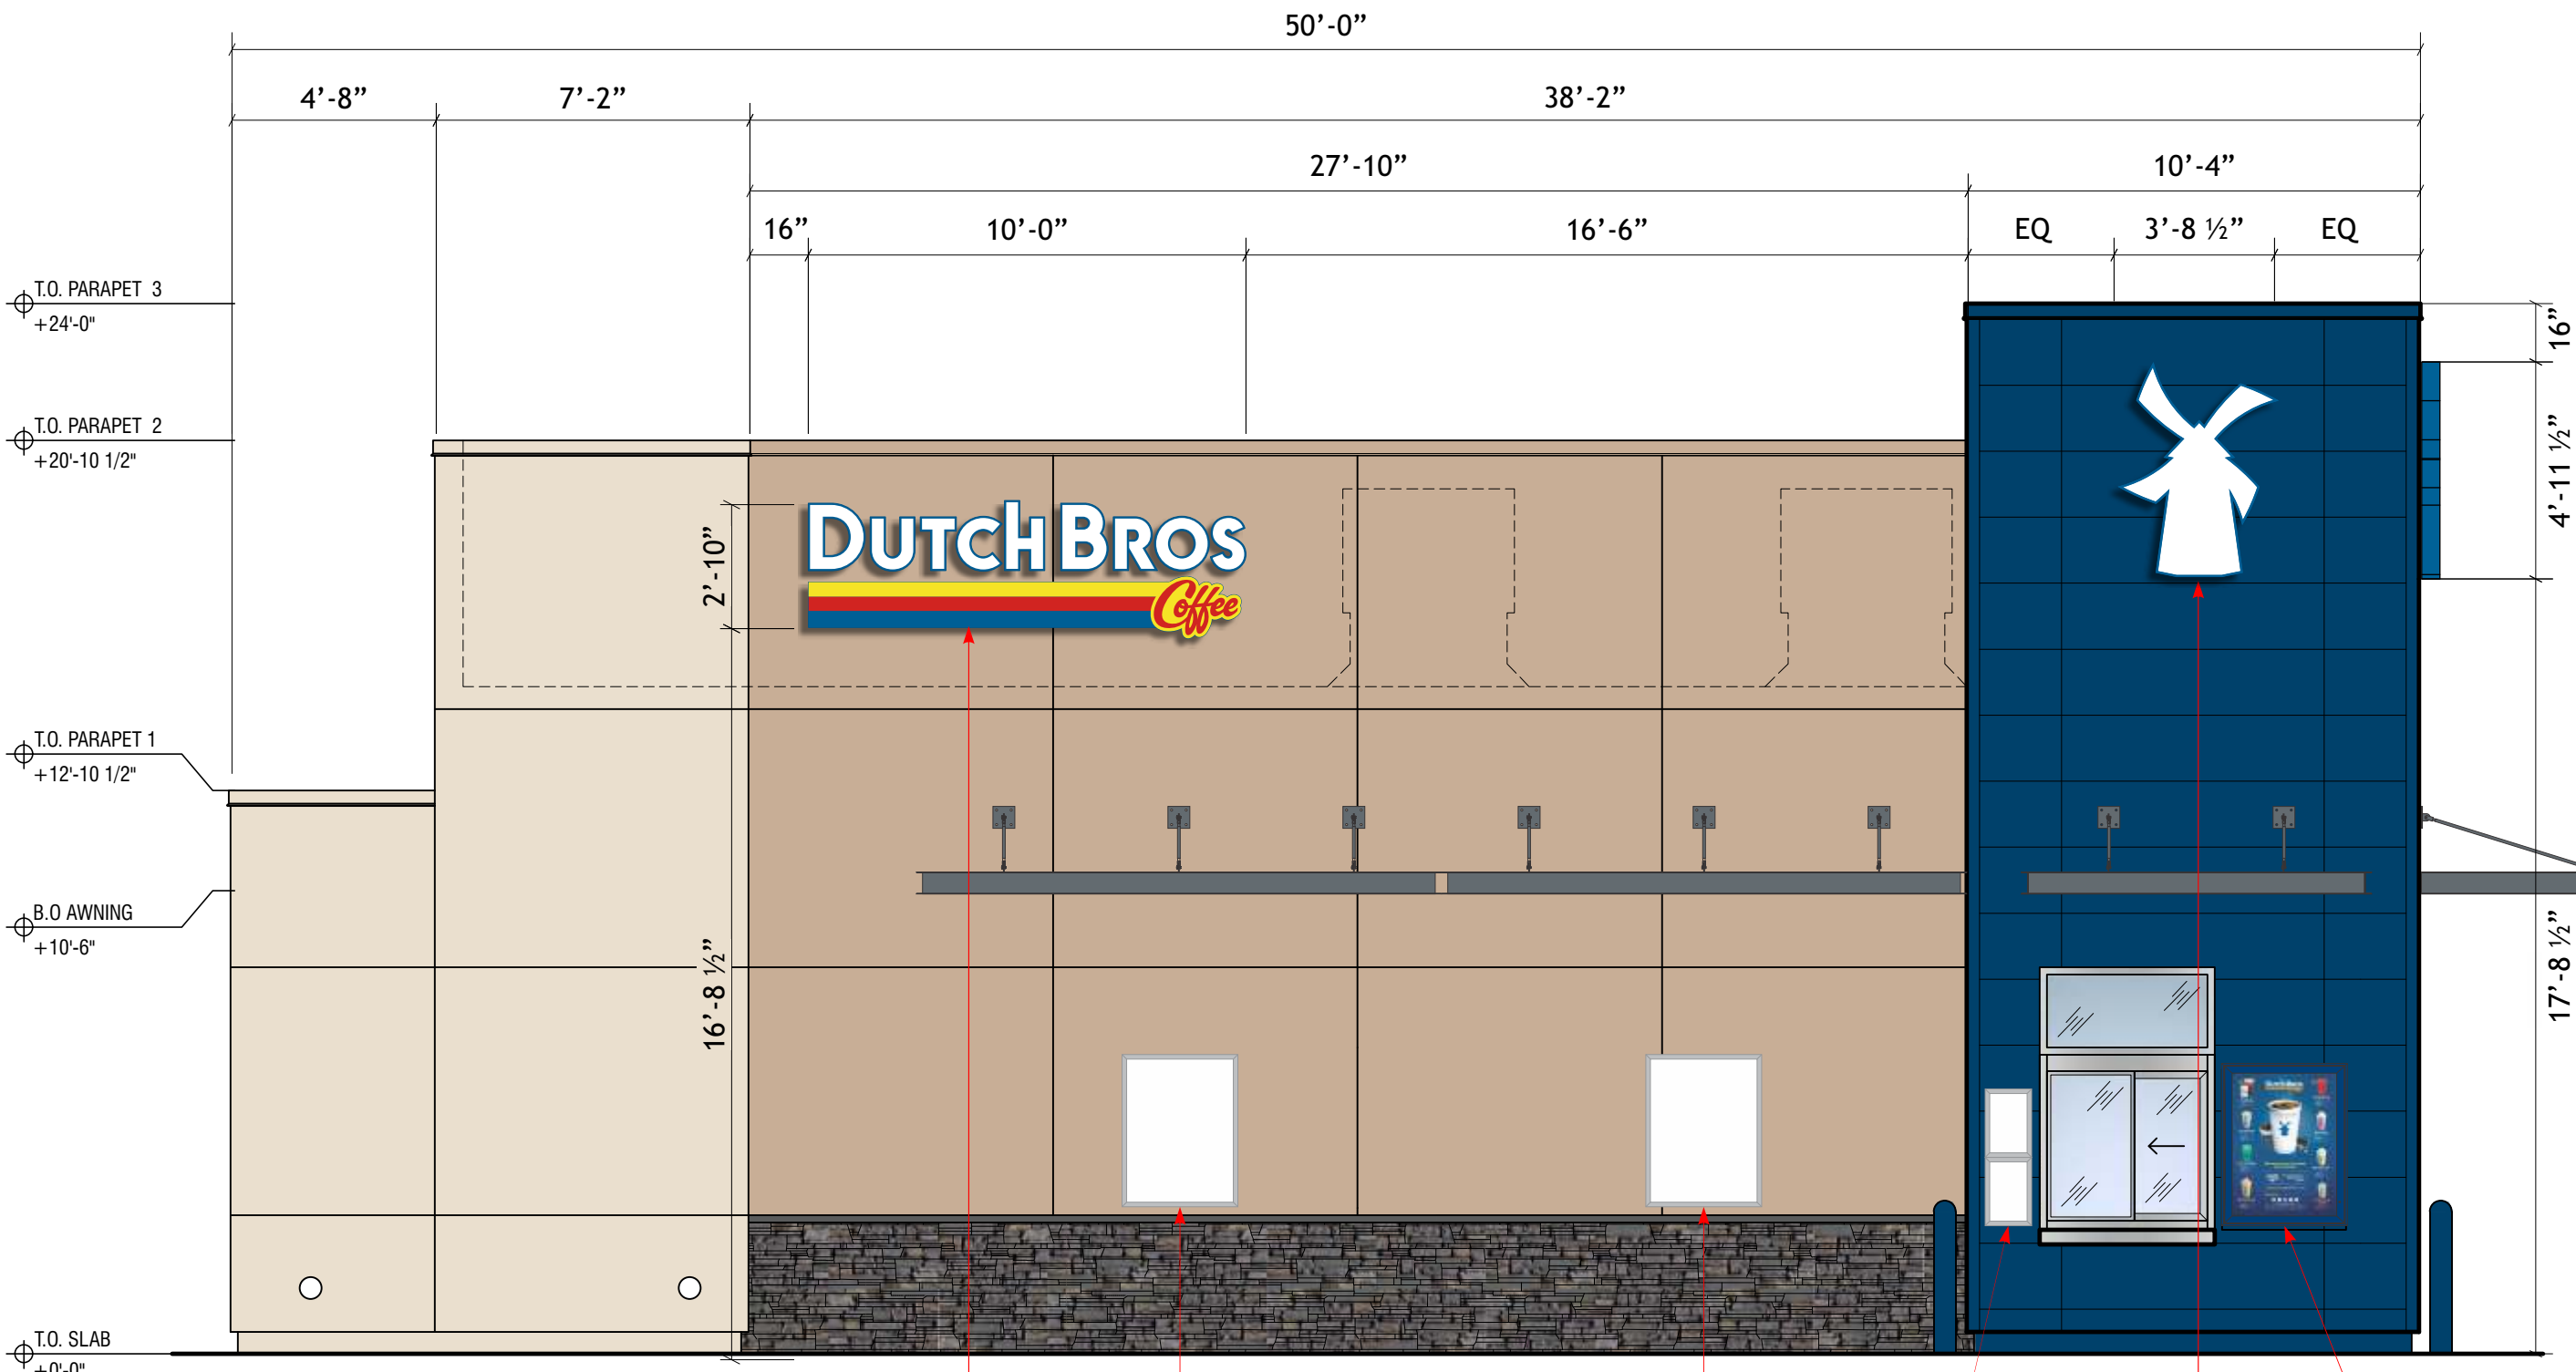 50’-0”
4’-8”
7’-2”
38’-2”
27’-10”
10’-4”
16”
10’-0”
16’-6”
EQ
3’-8 ½”
EQ
T.O. PARAPET 3
+24'-0"
16”
T.O. PARAPET 2
+20'-10 1/2"
4’-11 ½”
2’-10”
DUTCH BROS
Coffee
T.O. PARAPET 1
+12'-10 1/2"
B.O AWNING
+10'-6"
16’-8 ½”
17’-8 ½”
T.O. SLAB
+0'-0"